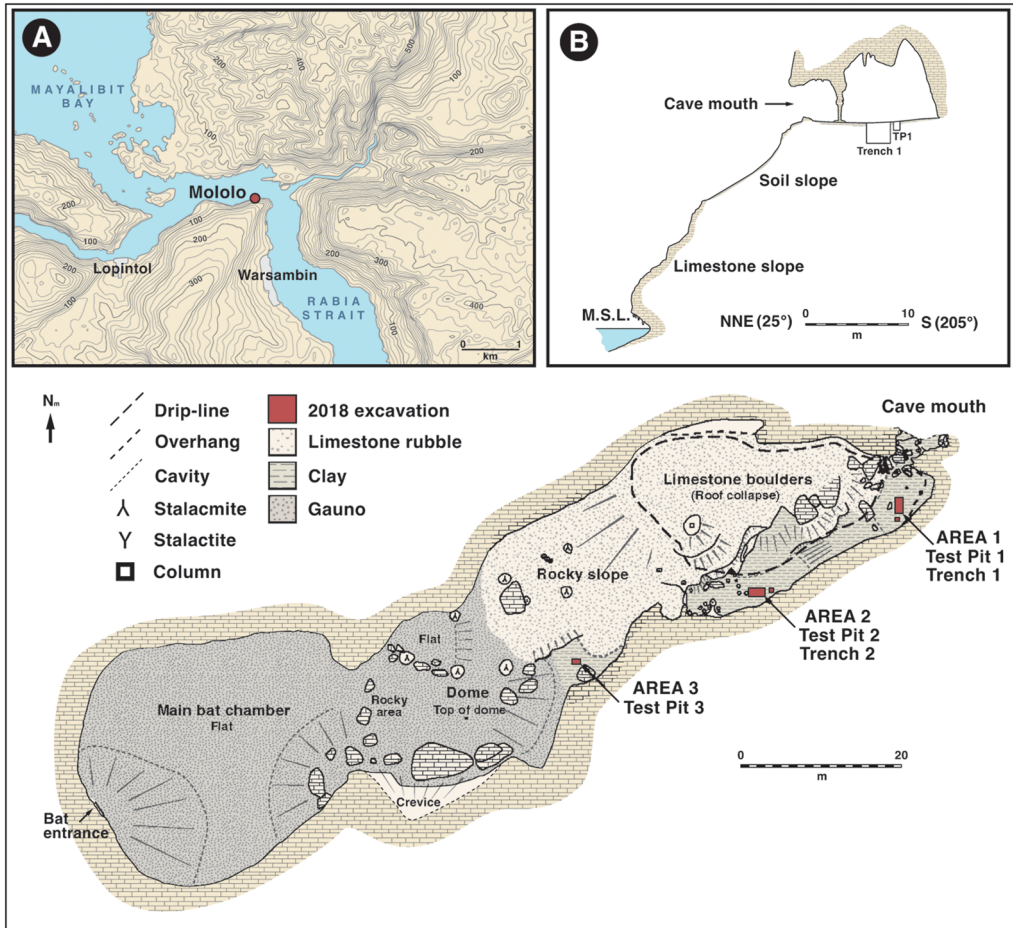 A
MAYALIBIT
BAY
200
400
500
100
100
200
Mololo
200
100
100
200
200
Lopintol
100
300
Warsambin
200
300
400
100
RABIA
STRAIT
0 1
km
B
Cave mouth
TP1
Trench 1
Soil slope
Limestone slope
M.S.L.
NNE (25°)
0 10
m
S (205°)
Nm
Drip-line
Overhang
Cavity
Stalacmite
Stalactite
Column
2018 excavation
Limestone rubble
Clay
Gauno
Cave mouth
Limestone boulders
(Roof collapse)
AREA 1
Test Pit 1
Trench 1
Rocky slope
AREA 2
Test Pit 2
Trench 2
Flat
AREA 3
Test Pit 3
Dome
Top of dome
Rocky
area
Main bat chamber
Flat
0 20
m
Crevice
Bat
entrance